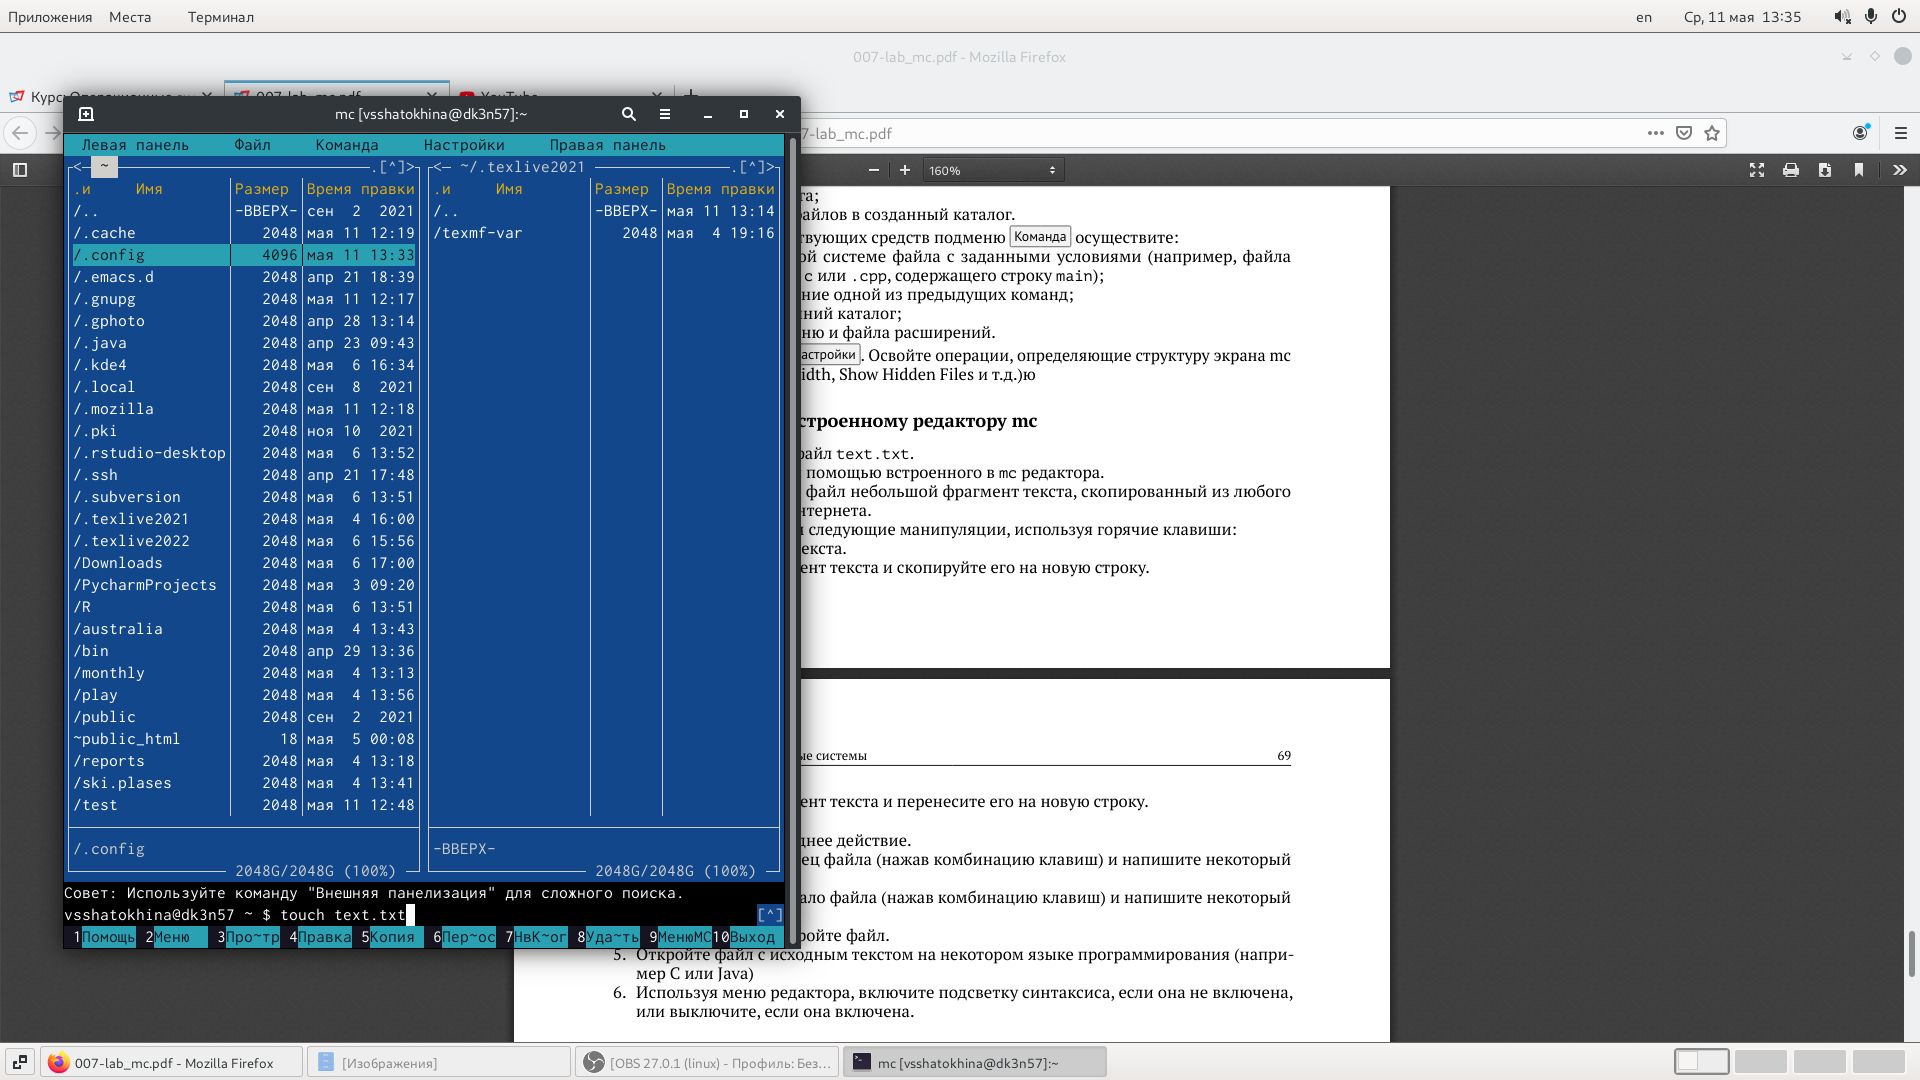 Приложения Места Терминал en Ср, 11 мая 13:35
007-lab_mc.pdf - Mozilla Firefox
mc [vsshatokhina@dk3n57]:~
7-lab_mc.pdf
160%
Левая панель Файл Команда Настройки Правая панель
<─ ~ .[^]> <─ ~/.texlive2021 .[^]>
.и Имя Размер Время правки .и Имя Размер Время правки
/.. -ВВЕРХ- сен 2 2021 /.. -ВВЕРХ- мая 11 13:14
/.cache 2048 мая 11 12:19 /texmf-var 2048 мая 4 19:16
/.config 4096 мая 11 13:33
/.emacs.d 2048 апр 21 18:39
/.gnupg 2048 мая 11 12:17
/.gphoto 2048 апр 28 13:14
/.java 2048 апр 23 09:43
/.kde4 2048 мая 6 16:34
/.local 2048 сен 8 2021
/.mozilla 2048 мая 11 12:18
/.pki 2048 ноя 10 2021
/.rstudio-desktop 2048 мая 6 13:52
/.ssh 2048 апр 21 17:48
/.subversion 2048 мая 6 13:51
/.texlive2021 2048 мая 4 16:00
/.texlive2022 2048 мая 6 15:56
/Downloads 2048 мая 6 17:00
/PycharmProjects 2048 мая 3 09:20
/R 2048 мая 6 13:51
/australia 2048 мая 4 13:43
/bin 2048 апр 29 13:36
/monthly 2048 мая 4 13:13
/play 2048 мая 4 13:56
/public 2048 сен 2 2021
~public_html 18 мая 5 00:08
/reports 2048 мая 4 13:18
/ski.plases 2048 мая 4 13:41
/test 2048 мая 11 12:48
/.config -ВВЕРХ-
2048G/2048G (100%) 2048G/2048G (100%)
Совет: Используйте команду "Внешняя панелизация" для сложного поиска.
vsshatokhina@dk3n57 ~ $ touch text.txt [^]
1Помощь 2Меню 3Про~тр 4Правка 5Копия 6Пер~ос 7НвК~ог 8Уда~ть 9МенюMC 10Выход
та;
айлов в созданный каталог.
твующих средств подменю Команда осуществите:
ой системе файла с заданными условиями (например, файла
c или .cpp, содержащего строку main);
ние одной из предыдущих команд;
ний каталог;
ню и файла расширений.
астройки. Освойте операции, определяющие структуру экрана mc
idth, Show Hidden Files и т.д.)ю
строенному редактору mc
файл text.txt.
помощью встроенного в mc редактора.
файл небольшой фрагмент текста, скопированный из любого
нтернета.
и следующие манипуляции, используя горячие клавиши:
екста.
ент текста и скопируйте его на новую строку.
ые системы 69
ент текста и перенесите его на новую строку.
днее действие.
ец файла (нажав комбинацию клавиш) и напишите некоторый
ало файла (нажав комбинацию клавиш) и напишите некоторый
ройте файл.
5. Откройте файл с исходным текстом на некотором языке программирования (напри-
мер C или Java)
6. Используя меню редактора, включите подсветку синтаксиса, если она не включена,
или выключите, если она включена.
007-lab_mc.pdf - Mozilla Firefox [Изображения] [OBS 27.0.1 (linux) - Профиль: Без... mc [vsshatokhina@dk3n57]:~